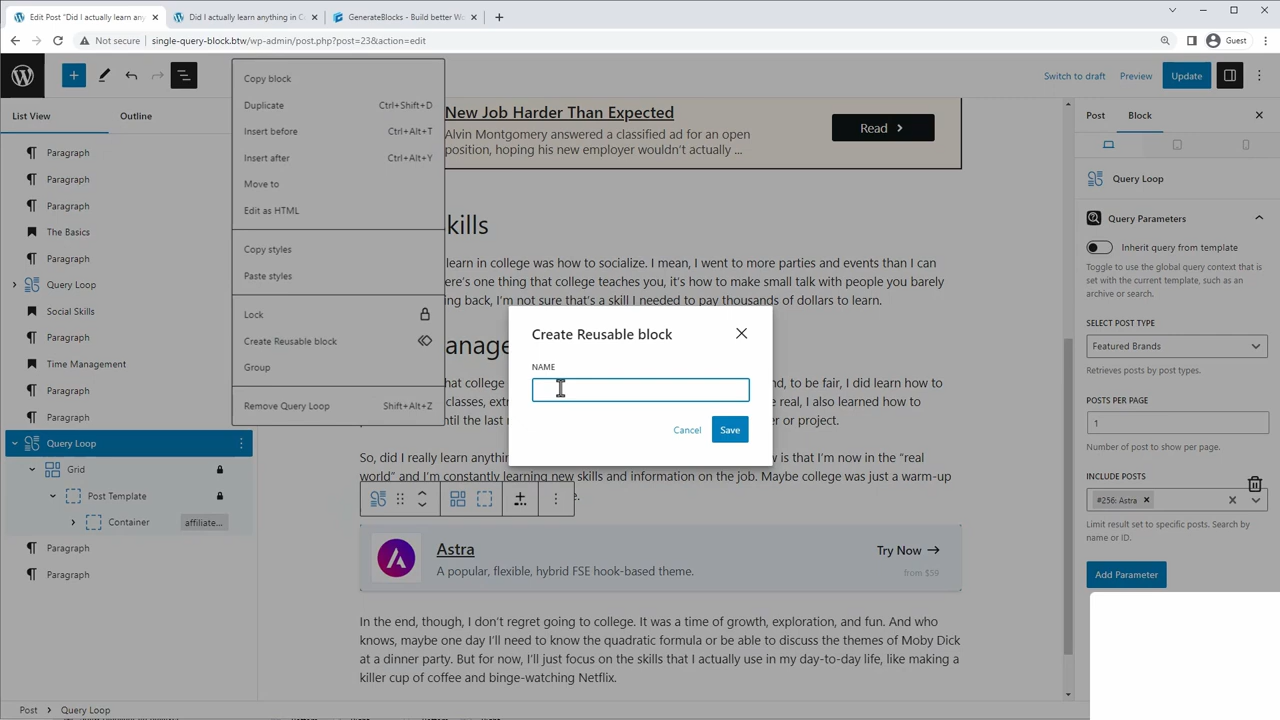 Edit Post "Did I actually learn any
Did I actually learn anything in C
GenerateBlocks - Build better W
Not secure
single-query-block.btw/wp-admin/post.php?post=23&action=edit
Guest
Switch to draft
Preview
Update
List View
Outline
Paragraph
Paragraph
Paragraph
The Basics
Paragraph
Query Loop
Social Skills
Paragraph
Time Management
Paragraph
Paragraph
Query Loop
Grid
Post Template
Container
affiliate...
Paragraph
Paragraph
Copy block
Duplicate Ctrl+Shift+D
Insert before Ctrl+Alt+T
Insert after Ctrl+Alt+Y
Move to
Edit as HTML
Copy styles
Paste styles
Lock
Create Reusable block
Group
Remove Query Loop Shift+Alt+Z
New Job Harder Than Expected
Alvin Montgomery answered a classified ad for an open
position, hoping his new employer wouldn't actually ...
Read
kills
learn in college was how to socialize. I mean, I went to more parties and events than I can
ere's one thing that college teaches you, it's how to make small talk with people you barely
ing back, I'm not sure that's a skill I needed to pay thousands of dollars to learn.
anage
hat college
nd, to be fair, I did learn how to
classes, ext
e real, I also learned how to
ntil the last
r or project.
So, did I really learn anythin
w is that I'm now in the "real
world" and I'm constantly learning new skills and information on the job. Maybe college was just a warm-up
e.
Create Reusable block
NAME
Cancel
Save
Astra
A popular, flexible, hybrid FSE hook-based theme.
Try Now
from $59
In the end, though, I don't regret going to college. It was a time of growth, exploration, and fun. And who
knows, maybe one day I'll need to know the quadratic formula or be able to discuss the themes of Moby Dick
at a dinner party. But for now, I'll just focus on the skills that I actually use in my day-to-day life, like making a
killer cup of coffee and binge-watching Netflix.
Post
Block
Query Loop
Query Parameters
Inherit query from template
Toggle to use the global query context that is
set with the current template, such as an
archive or search.
SELECT POST TYPE
Featured Brands
Retrieves posts by post types.
POSTS PER PAGE
1
Number of post to show per page.
INCLUDE POSTS
#256: Astra
Limit result set to specific posts. Search by
name or ID.
Add Parameter
Post
Query Loop